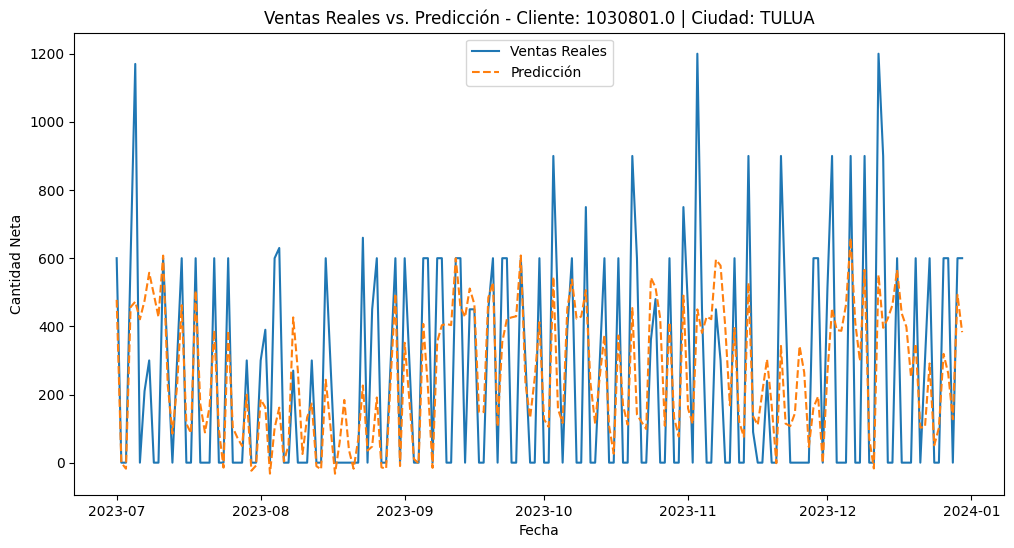 Ventas Reales vs. Predicción - Cliente: 1030801.0 | Ciudad: TULUA
Ventas Reales
Predicción
1200
1000
800
600
400
200
0
Cantidad Neta
2023-07 2023-08 2023-09 2023-10 2023-11 2023-12 2024-01
Fecha